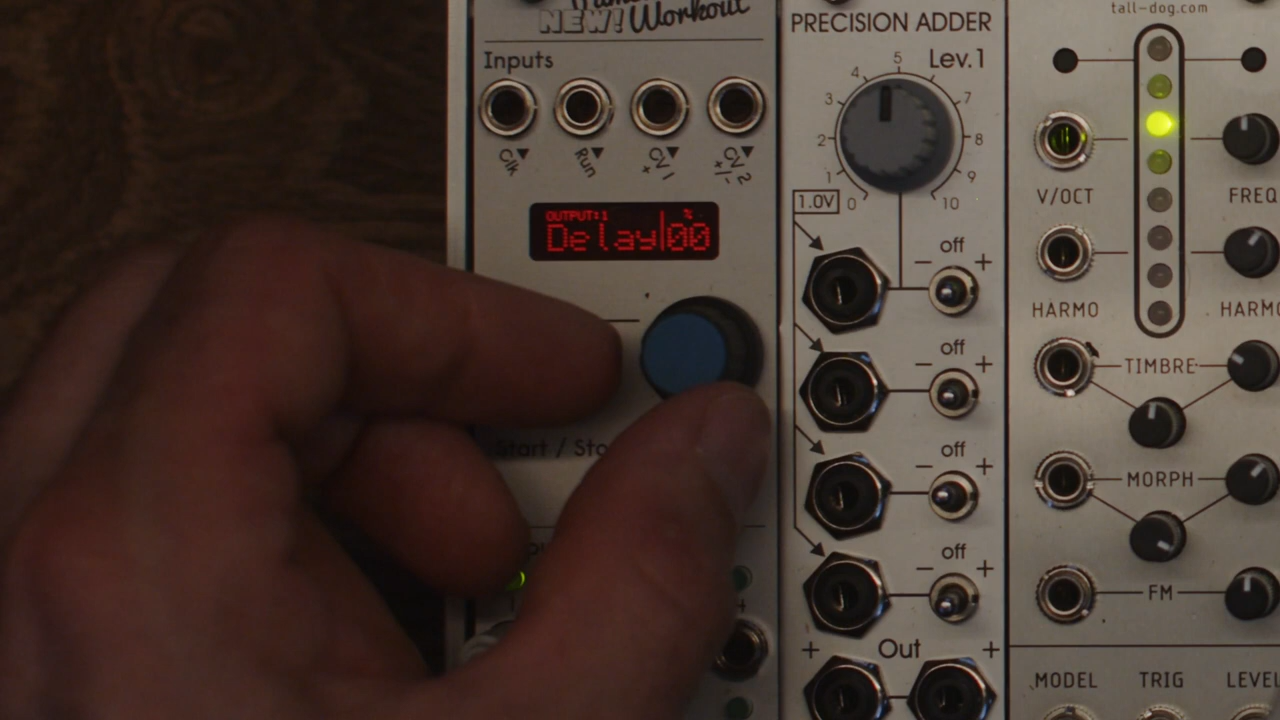 NEW! Workout
Inputs
Clk
Run
+ CV 1
+/- CV 2
OUTPUT:1
%
Delay 00
Start / Sto
+
PRECISION ADDER
Lev.1
0 1 2 3 4 5 7 8 9 10
1.0V
off
- +
off
- +
off
- +
off
- +
+ Out +
tall-dog.com
V/OCT
FREQ
HARMO
HARMO
TIMBRE
MORPH
FM
MODEL
TRIG
LEVEL